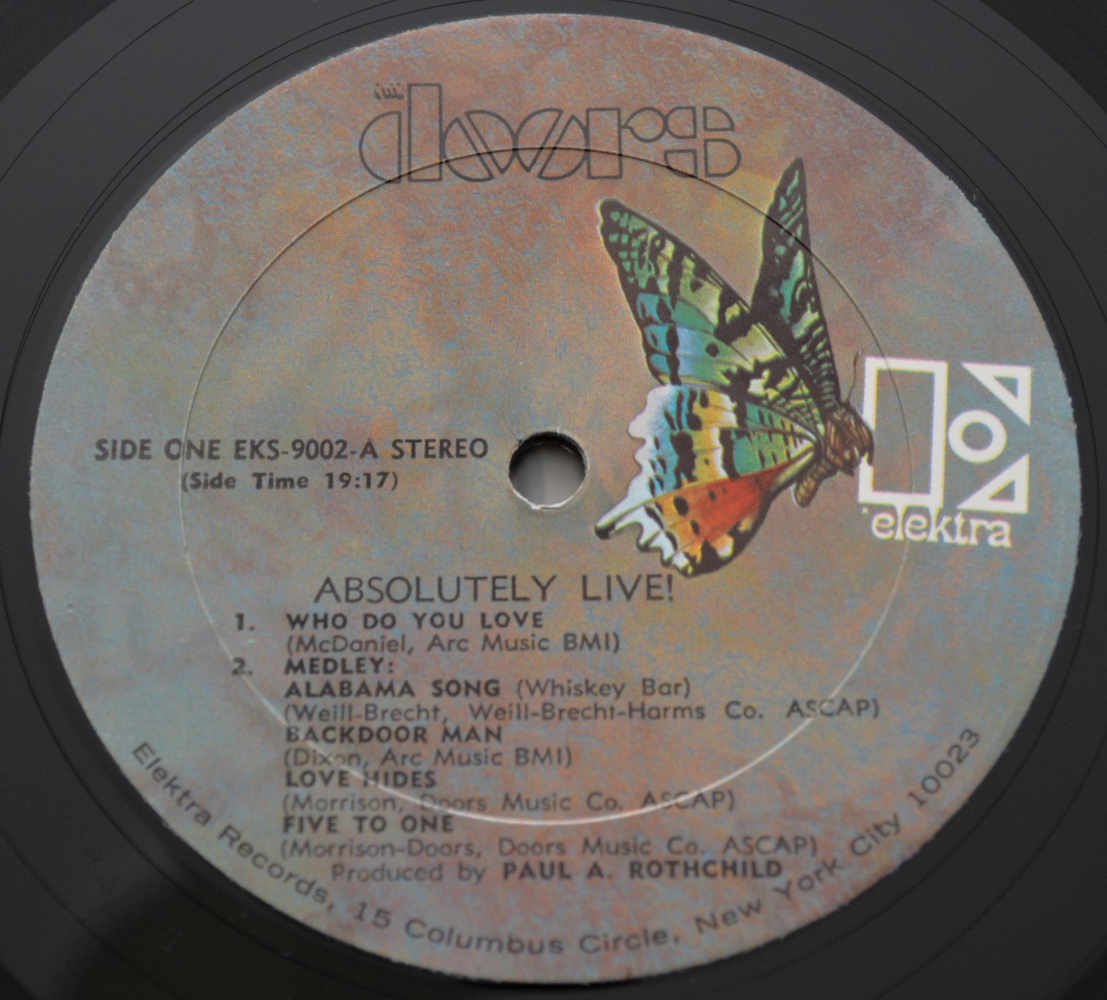 the doors
SIDE ONE EKS-9002-A STEREO
(Side Time 19:17)
elektra
ABSOLUTELY LIVE!
1. WHO DO YOU LOVE
(McDaniel, Arc Music BMI)
2. MEDLEY:
ALABAMA SONG (Whiskey Bar)
(Weill-Brecht, Weill-Brecht-Harms Co. ASCAP)
BACKDOOR MAN
(Dixon, Arc Music BMI)
LOVE HIDES
(Morrison, Doors Music Co. ASCAP)
FIVE TO ONE
(Morrison-Doors, Doors Music Co. ASCAP)
Produced by PAUL A. ROTHCHILD
Elektra Records, 15 Columbus Circle, New York City 10023